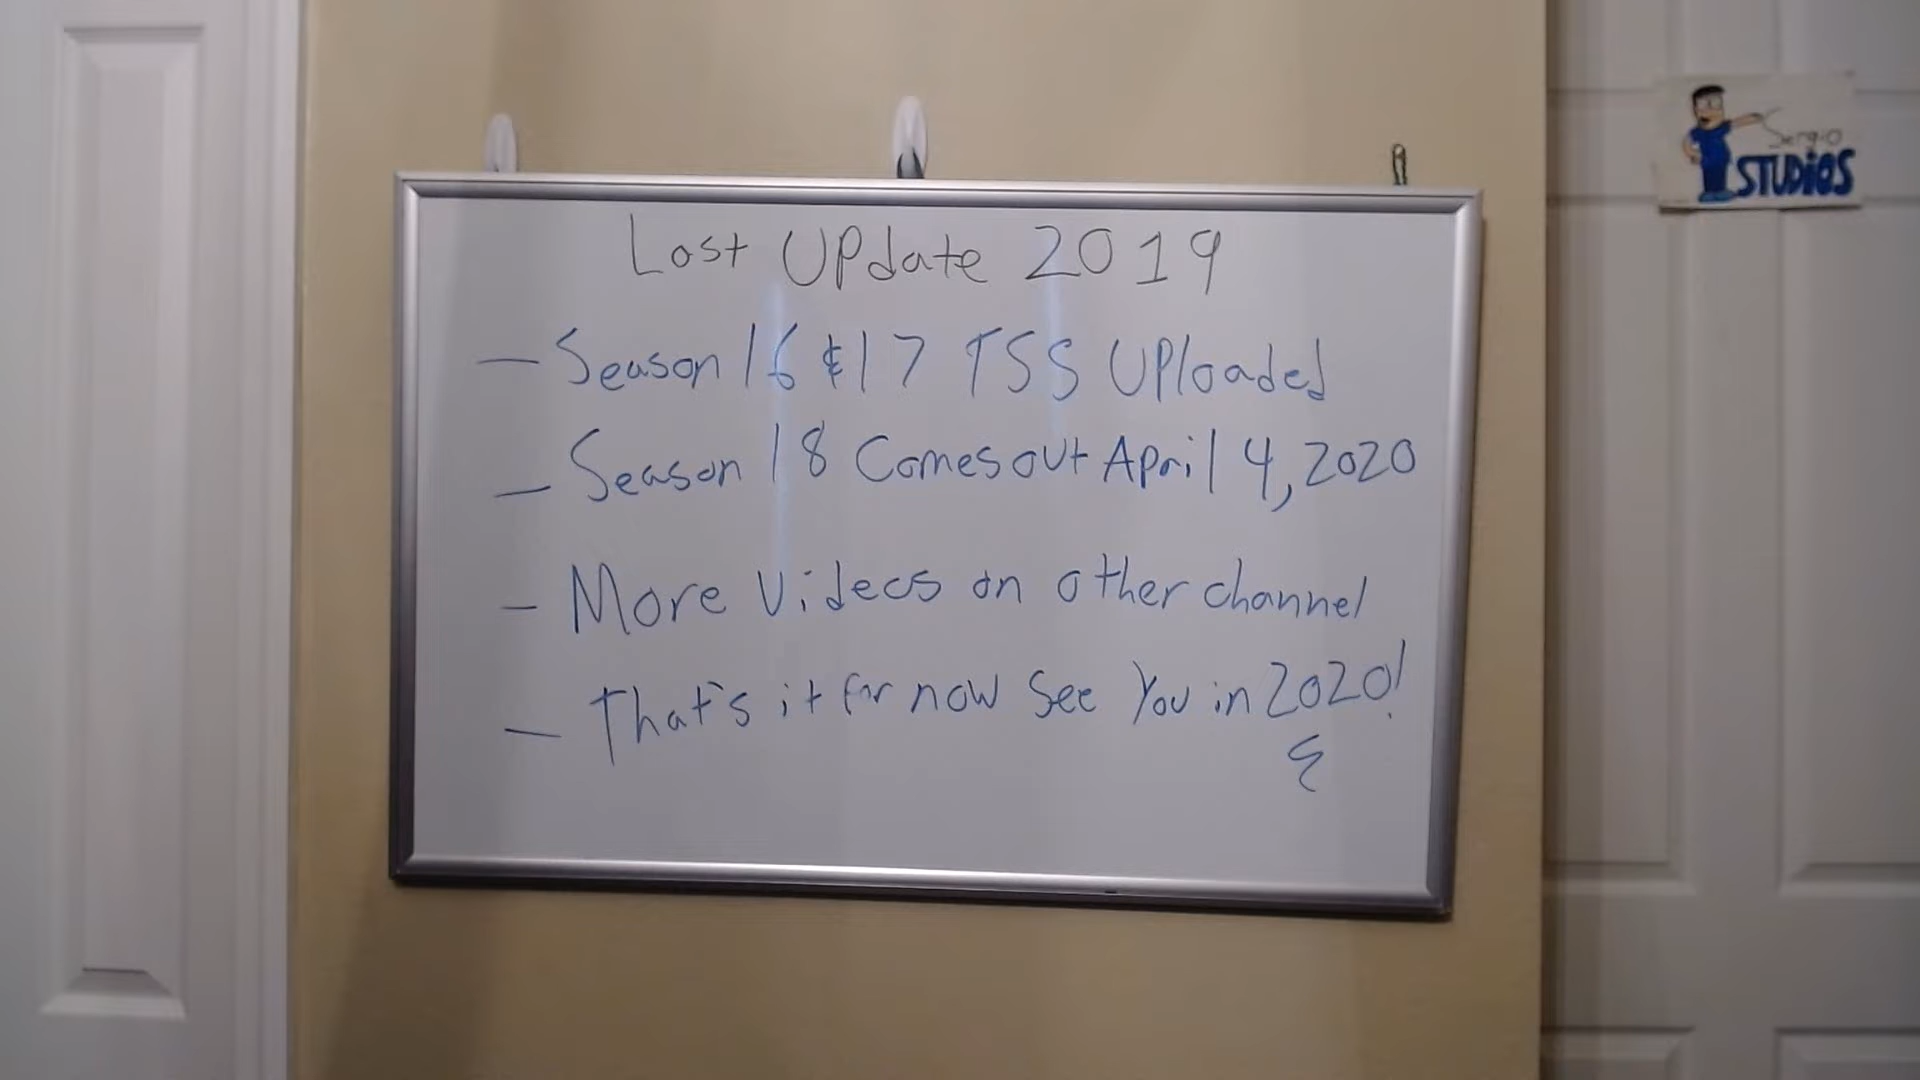 Last UPdate 2019
- Season 16 & 17 TSS UPloaded
- Season 18 Comes out April 4, 2020
- More Videos on other channel
- That's it for now See You in 2020!
Sergio
STUDiOS